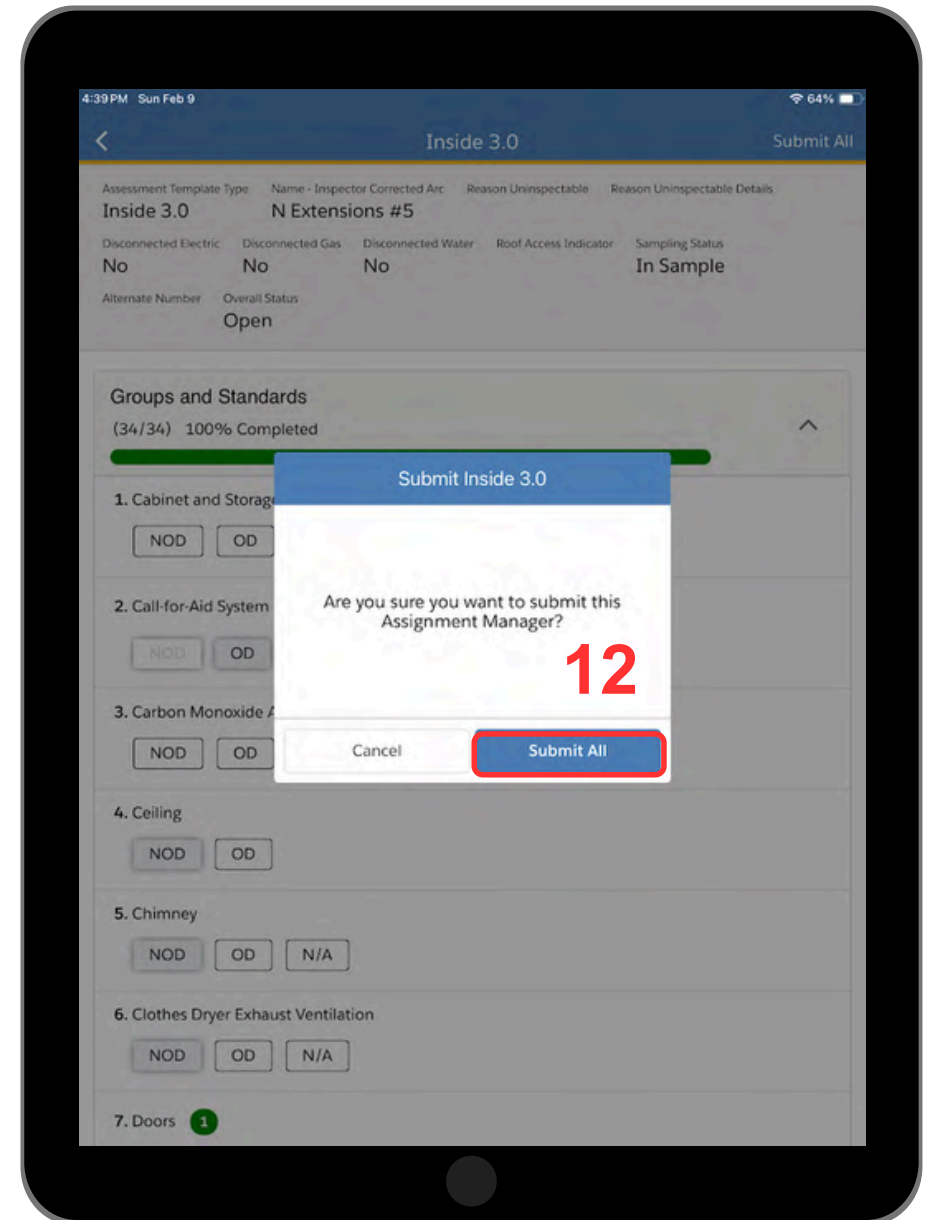 4:39 PM Sun Feb 9 64%
Inside 3.0 Submit All
Assessment Template Type Name - Inspector Corrected Arc Reason Uninspectable Reason Uninspectable Details
Inside 3.0 N Extensions #5
Disconnected Electric Disconnected Gas Disconnected Water Roof Access Indicator Sampling Status
No No No In Sample
Alternate Number Overall Status
Open
Groups and Standards
(34/34) 100% Completed
Submit Inside 3.0
1. Cabinet and Storage
NOD OD
Are you sure you want to submit this
Assignment Manager?
2. Call-for-Aid System
NOD OD
12
3. Carbon Monoxide A
NOD OD
Cancel Submit All
4. Ceiling
NOD OD
5. Chimney
NOD OD N/A
6. Clothes Dryer Exhaust Ventilation
NOD OD N/A
7. Doors 1